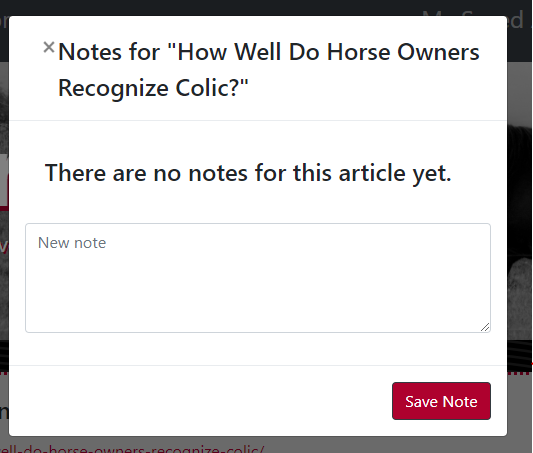 × Notes for "How Well Do Horse Owners
Recognize Colic?"
There are no notes for this article yet.
New note
Save Note
ell-do-horse-owners-recognize-colic/